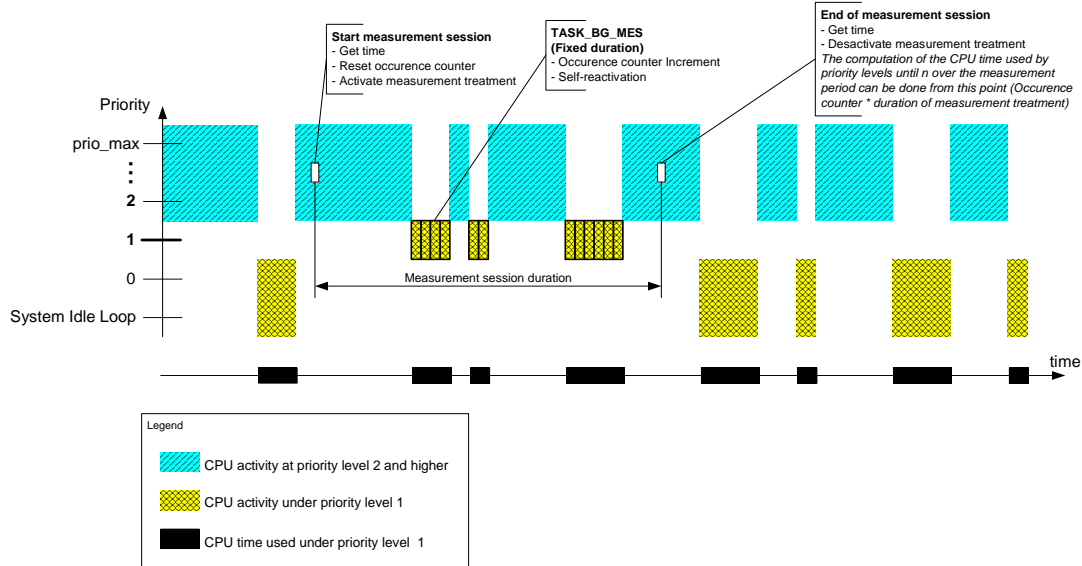 Start measurement session
- Get time
- Reset occurence counter
- Activate measurement treatment
TASK_BG_MES
(Fixed duration)
- Occurence counter Increment
- Self-reactivation
End of measurement session
- Get time
- Desactivate measurement treatment
The computation of the CPU time used by
priority levels until n over the measurement
period can be done from this point (Occurence
counter * duration of measurement treatment)
Priority
prio_max
2
1
0
System Idle Loop
Measurement session duration
time
Legend
CPU activity at priority level 2 and higher
CPU activity under priority level 1
CPU time used under priority level 1